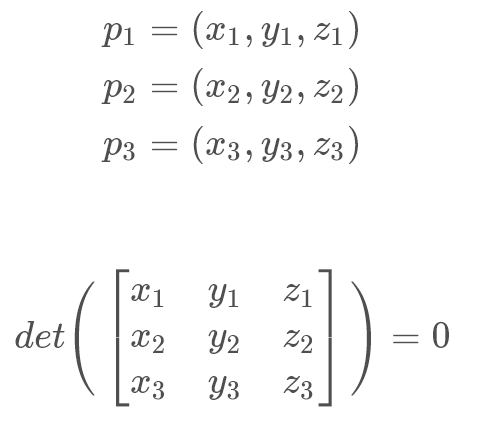 p₁ = (x₁, y₁, z₁)
p₂ = (x₂, y₂, z₂)
p₃ = (x₃, y₃, z₃)
det([x₁ y₁ z₁
x₂ y₂ z₂
x₃ y₃ z₃]) = 0